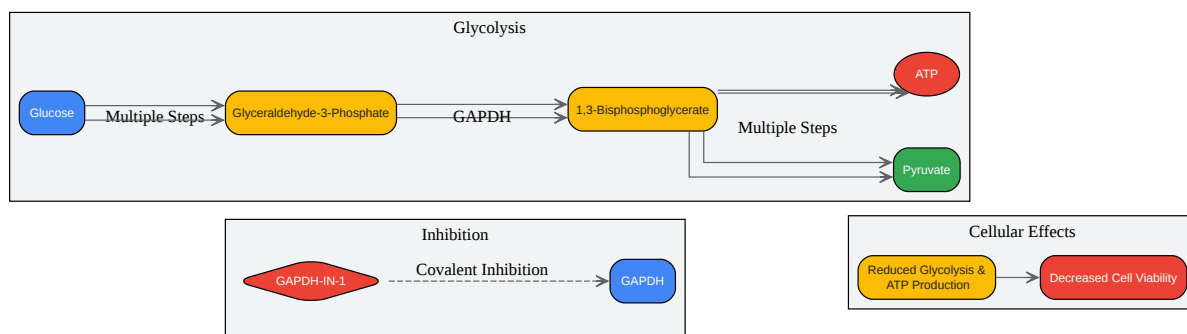 Glycolysis
Glucose
Multiple Steps
Glyceraldehyde-3-Phosphate
GAPDH
1,3-Bisphosphoglycerate
ATP
Multiple Steps
Pyruvate
Inhibition
GAPDH-IN-1
Covalent Inhibition
GAPDH
Cellular Effects
Reduced Glycolysis &
ATP Production
Decreased Cell Viability